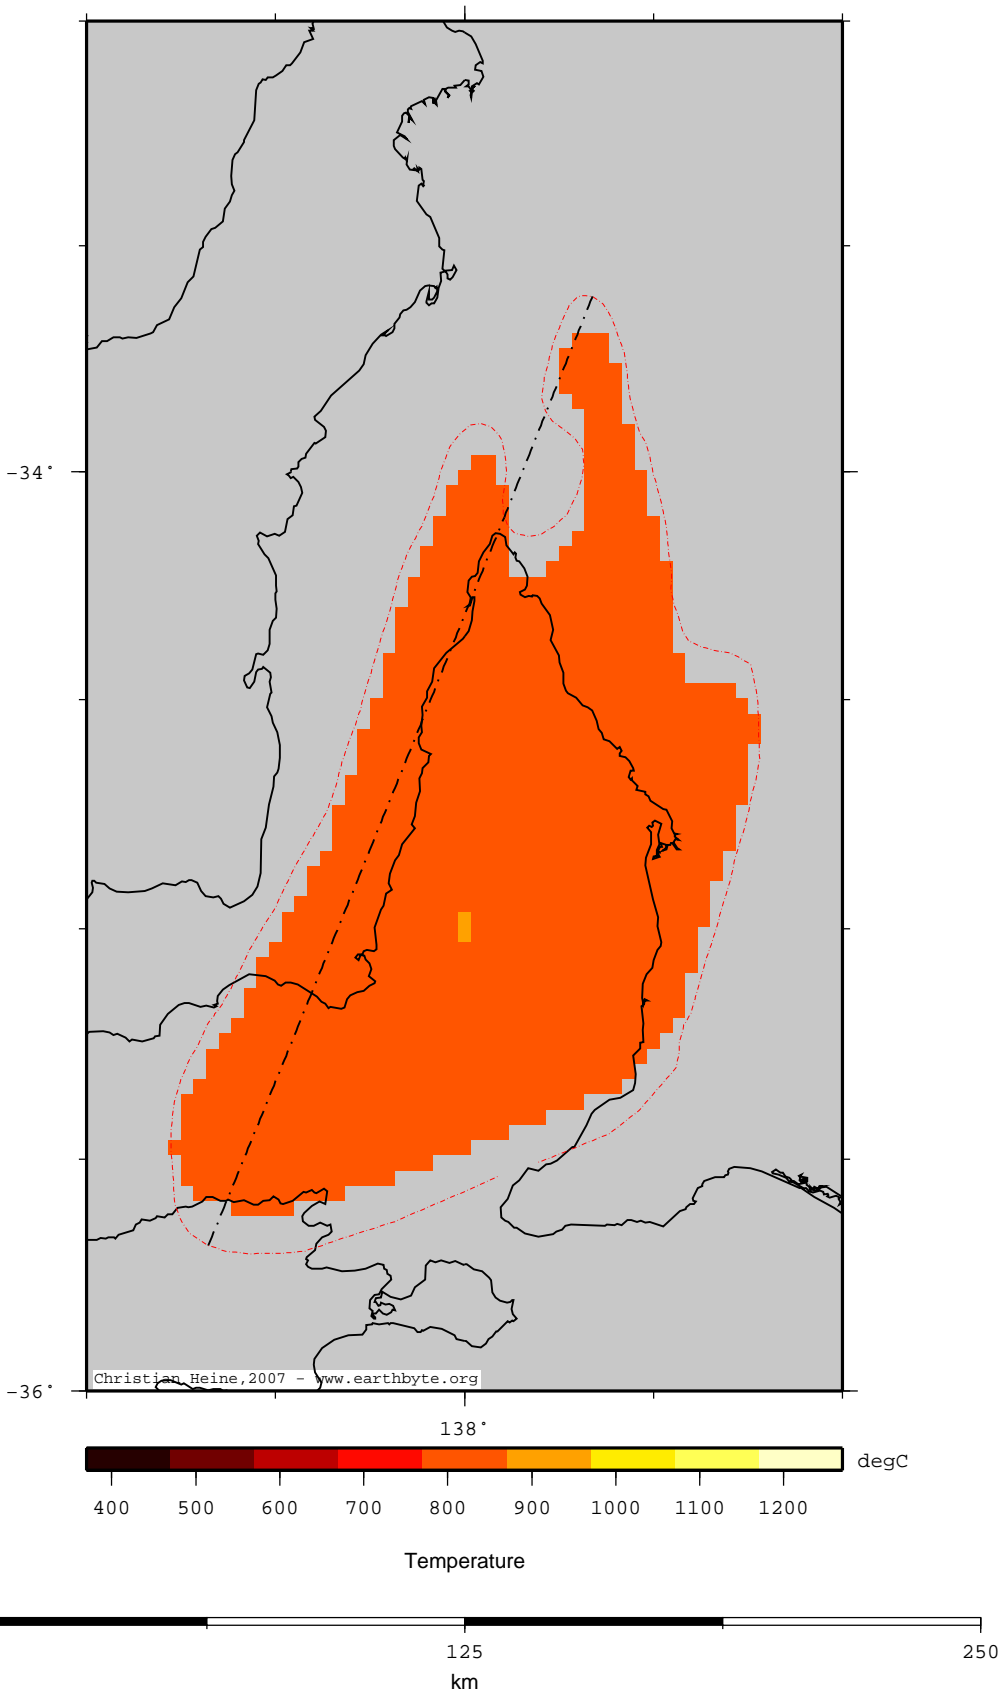 -34°
-36°
Christian Heine,2007 - www.earthbyte.org
138°
degC
400 500 600 700 800 900 1000 1100 1200
Temperature
125 250
km